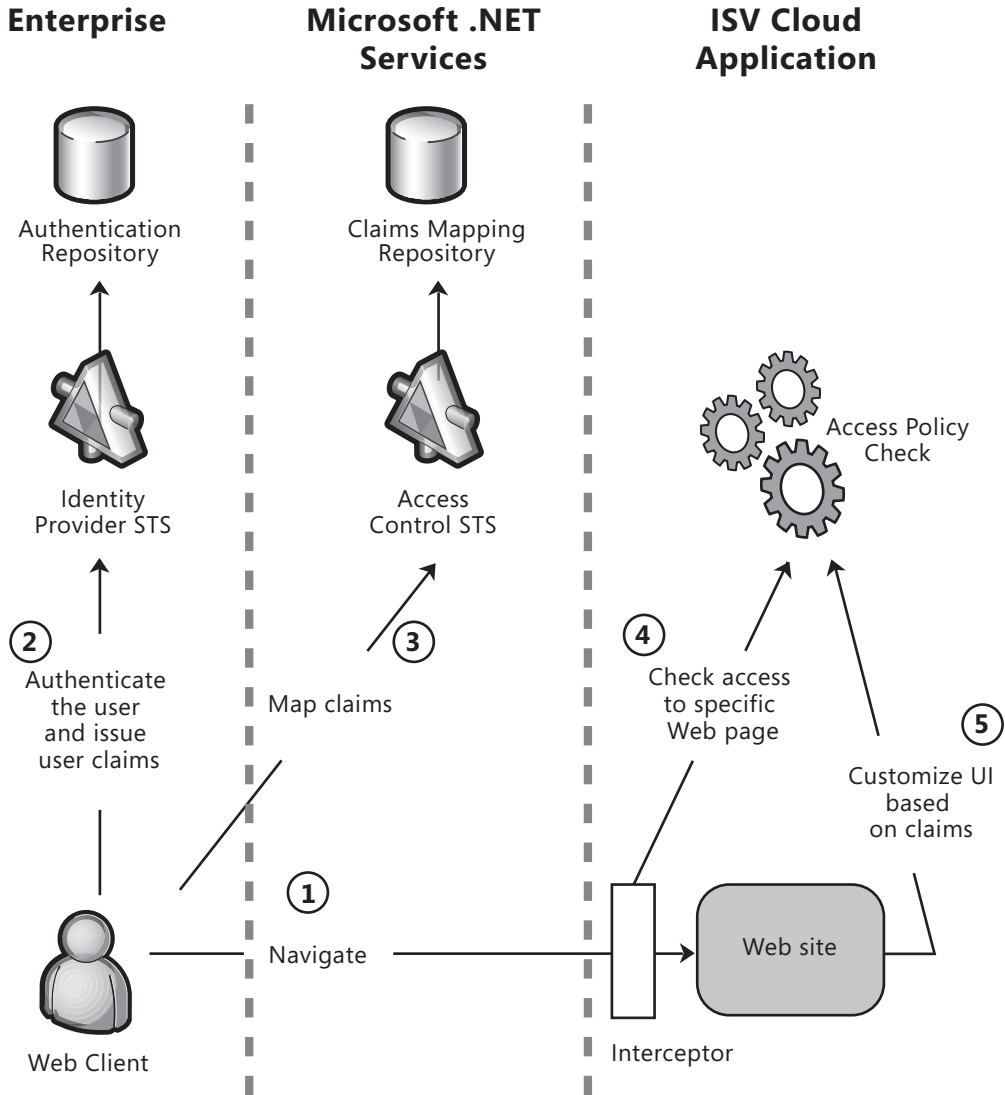 Enterprise
Microsoft .NET
Services
ISV Cloud
Application
Authentication
Repository
Claims Mapping
Repository
Access Policy
Check
Identity
Provider STS
Access
Control STS
2
Authenticate
the user
and issue
user claims
3
Map claims
4
Check access
to specific
Web page
5
Customize UI
based
on claims
1
Navigate
Web site
Interceptor
Web Client